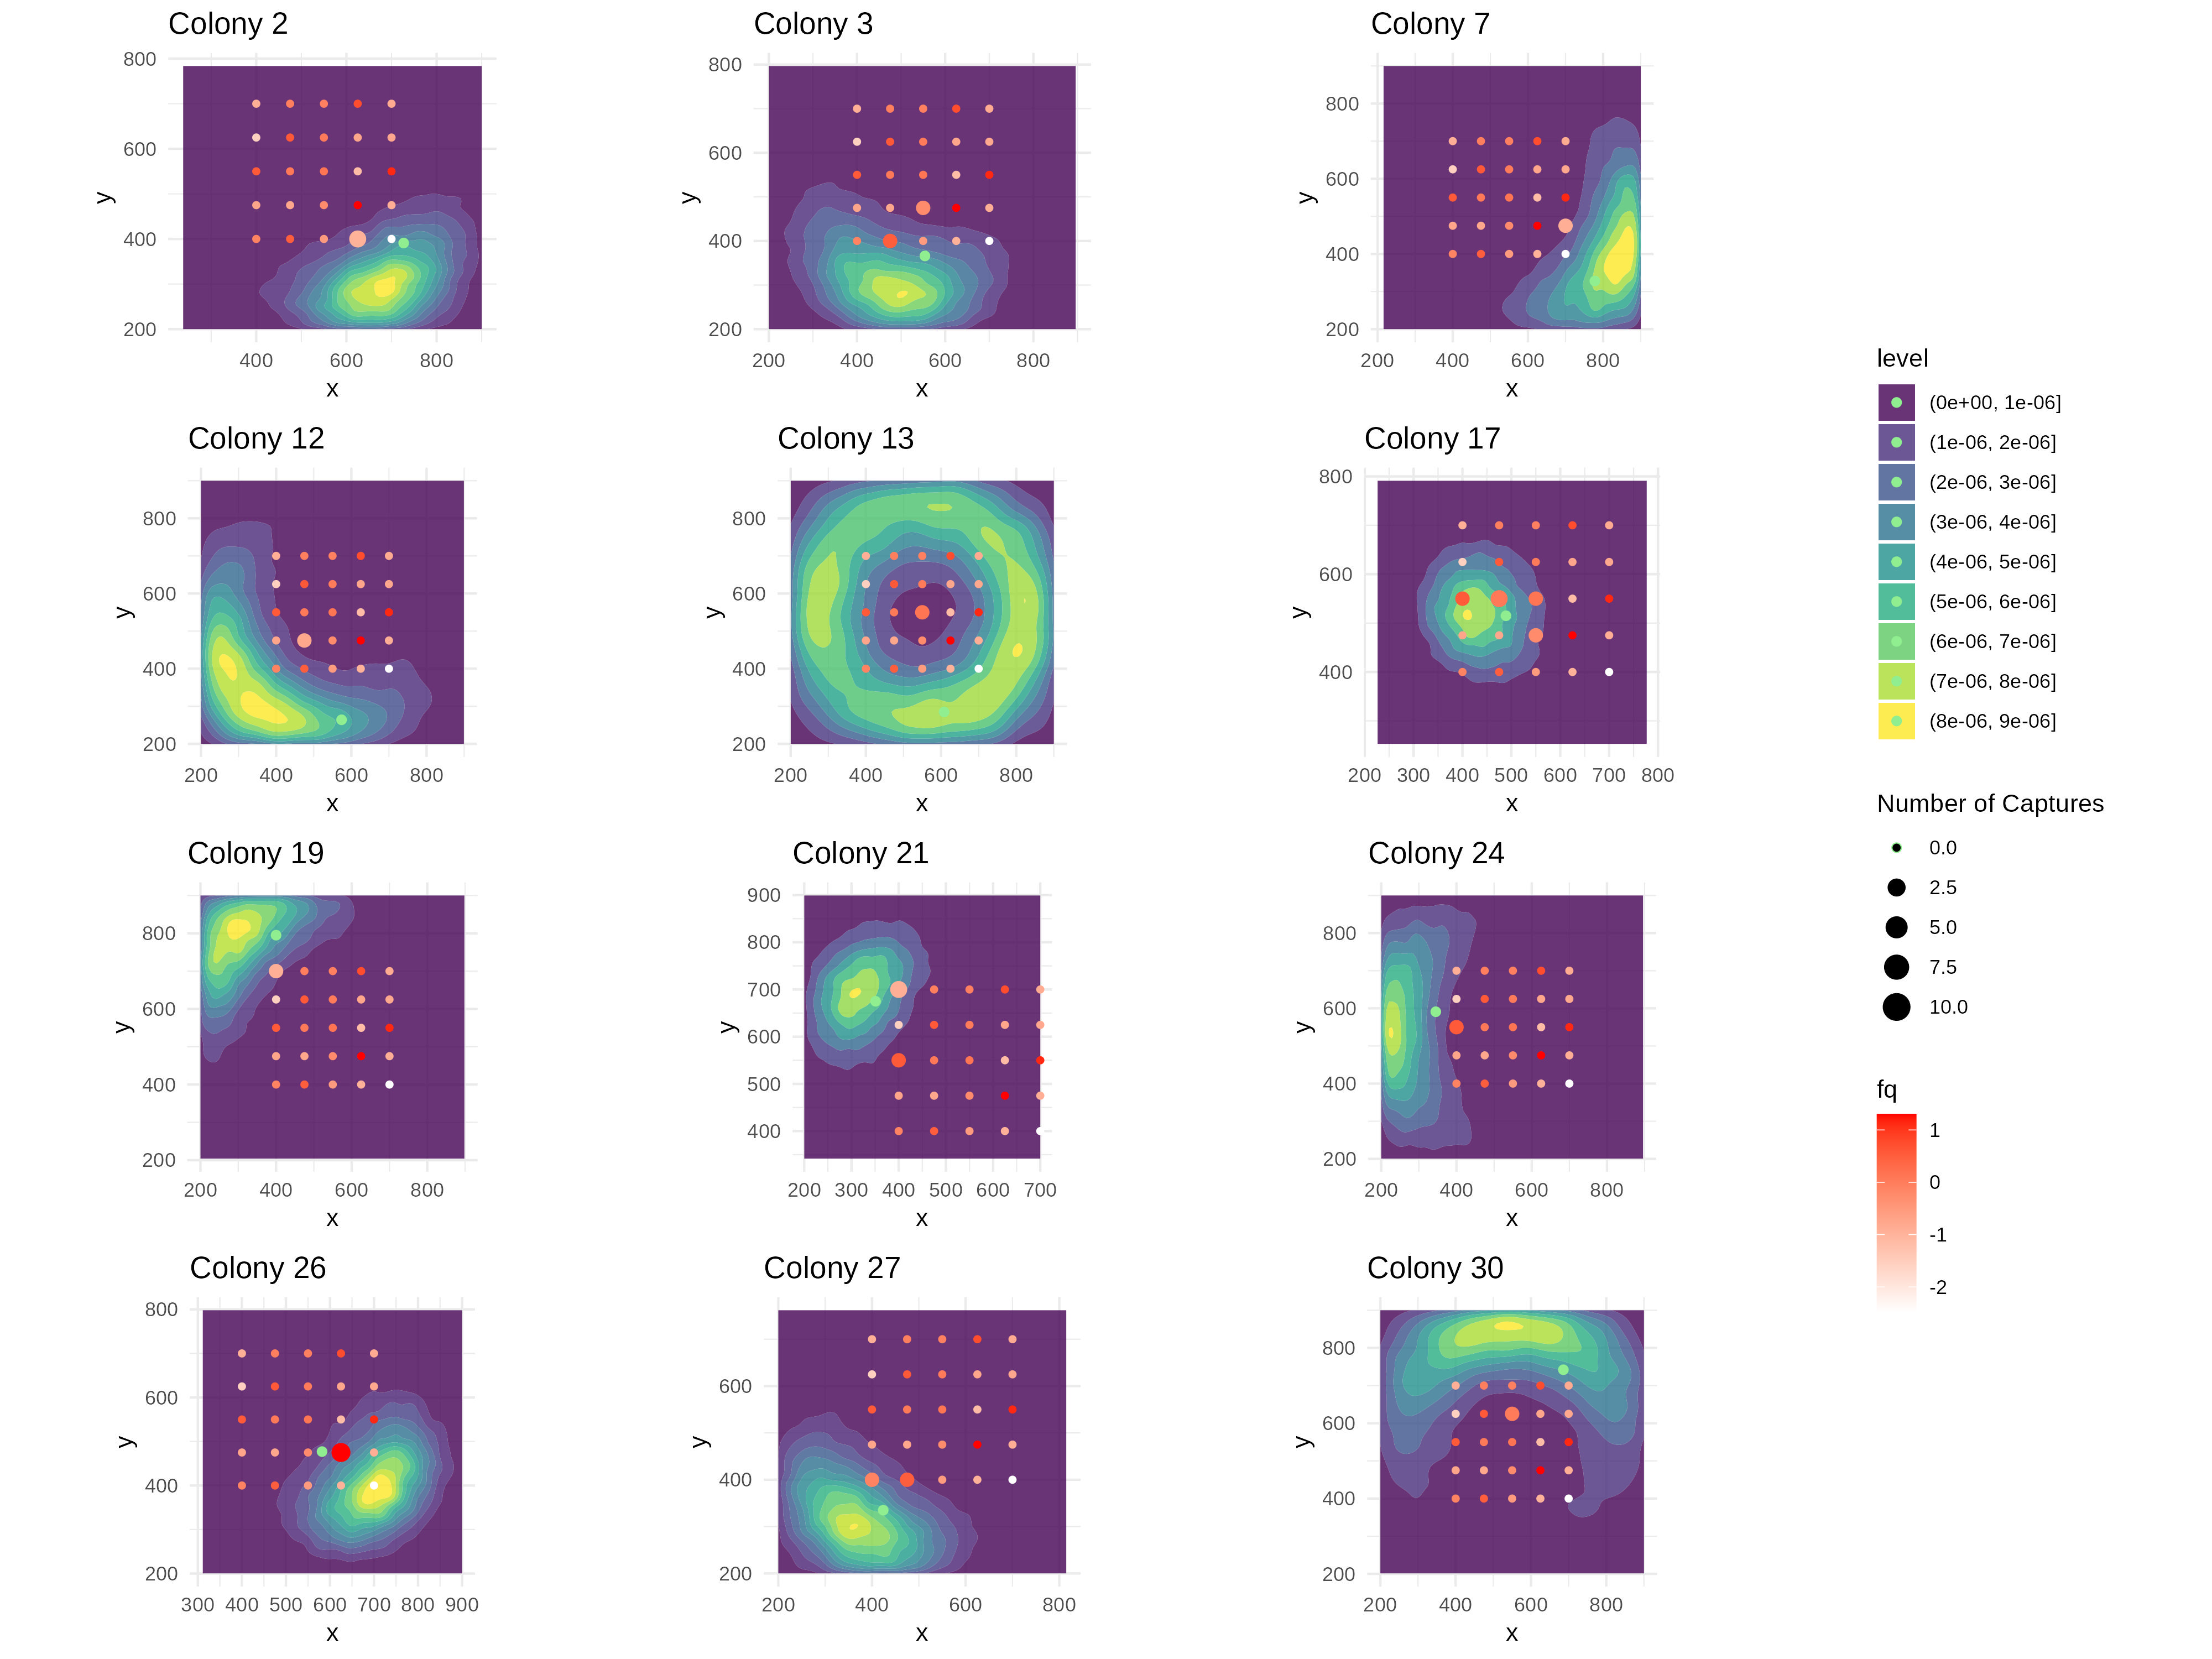 Colony 2
800
600
400
200
y
400 600 800
x
Colony 3
800
600
400
200
y
200 400 600 800
x
Colony 7
800
600
400
200
y
200 400 600 800
x
Colony 12
800
600
400
200
y
200 400 600 800
x
Colony 13
800
600
400
200
y
200 400 600 800
x
Colony 17
800
600
400
y
200 300 400 500 600 700 800
x
Colony 19
800
600
400
200
y
200 400 600 800
x
Colony 21
900
800
700
600
500
400
y
200 300 400 500 600 700
x
Colony 24
800
600
400
200
y
200 400 600 800
x
Colony 26
800
600
400
200
y
300 400 500 600 700 800 900
x
Colony 27
600
400
200
y
200 400 600 800
x
Colony 30
800
600
400
200
y
200 400 600 800
x
level
(0e+00, 1e-06]
(1e-06, 2e-06]
(2e-06, 3e-06]
(3e-06, 4e-06]
(4e-06, 5e-06]
(5e-06, 6e-06]
(6e-06, 7e-06]
(7e-06, 8e-06]
(8e-06, 9e-06]
Number of Captures
0.0
2.5
5.0
7.5
10.0
fq
1
0
-1
-2